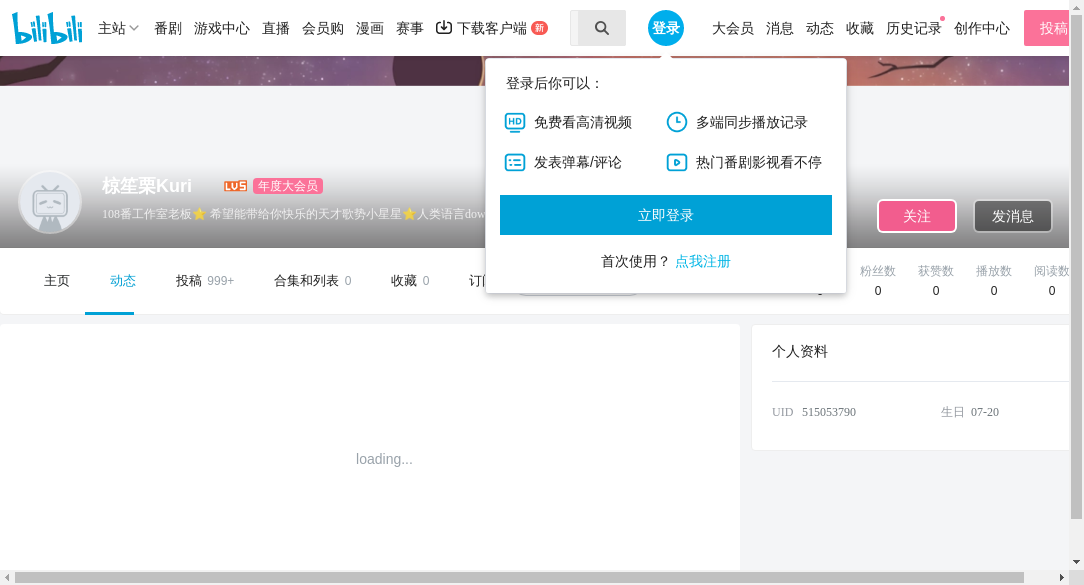 bilibili 主站 番剧 游戏中心 直播 会员购 漫画 赛事 下载客户端 新 登录 大会员 消息 动态 收藏 历史记录 创作中心 投稿
登录后你可以：
HD 免费看高清视频 多端同步播放记录
发表弹幕/评论 热门番剧影视看不停
立即登录
首次使用？ 点我注册
椋笙栗Kuri LV5 年度大会员
108番工作室老板⭐ 希望能带给你快乐的天才歌势小星星⭐人类语言dow
关注 发消息
主页 动态 投稿 999+ 合集和列表 0 收藏 0
粉丝数 获赞数 播放数 阅读数
0 0 0 0
个人资料
UID 515053790 生日 07-20
loading...